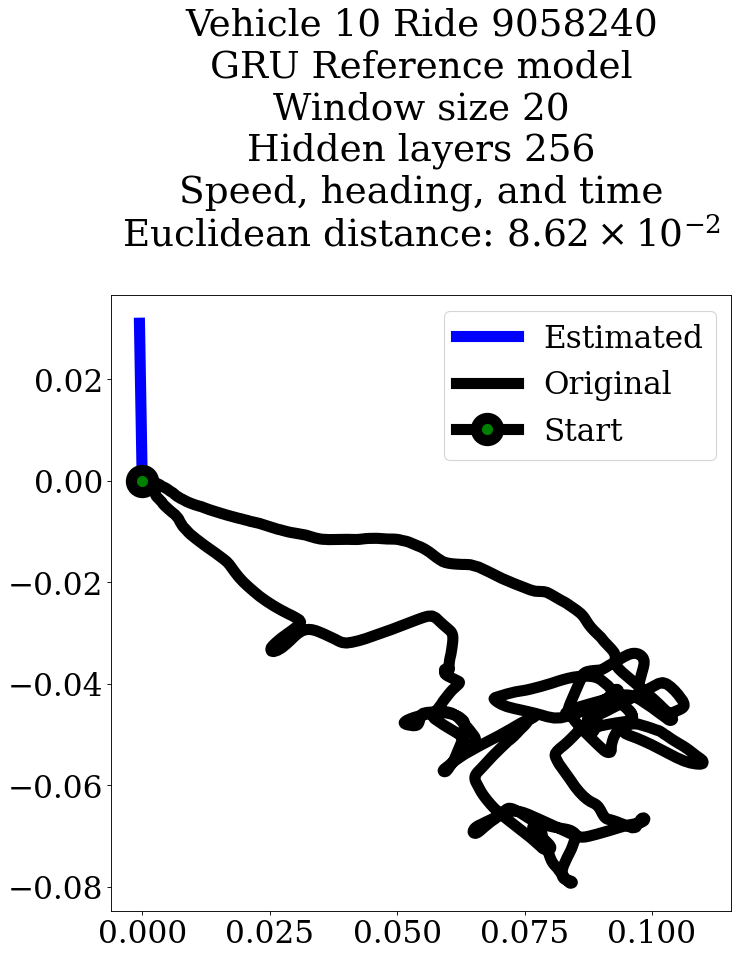 Vehicle 10 Ride 9058240
GRU Reference model
Window size 20
Hidden layers 256
Speed, heading, and time
Euclidean distance: 8.62 × 10⁻²
Estimated
Original
Start
0.02
0.00
−0.02
−0.04
−0.06
−0.08
0.000 0.025 0.050 0.075 0.100